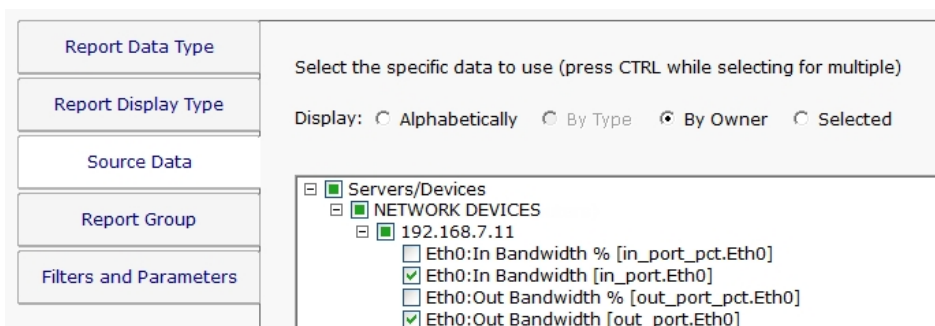 Report Data Type
Report Display Type
Source Data
Report Group
Filters and Parameters
Select the specific data to use (press CTRL while selecting for multiple)
Display: Alphabetically By Type By Owner Selected
Servers/Devices
NETWORK DEVICES
192.168.7.11
Eth0:In Bandwidth % [in_port_pct.Eth0]
Eth0:In Bandwidth [in_port.Eth0]
Eth0:Out Bandwidth % [out_port_pct.Eth0]
Eth0:Out Bandwidth [out_port.Eth0]